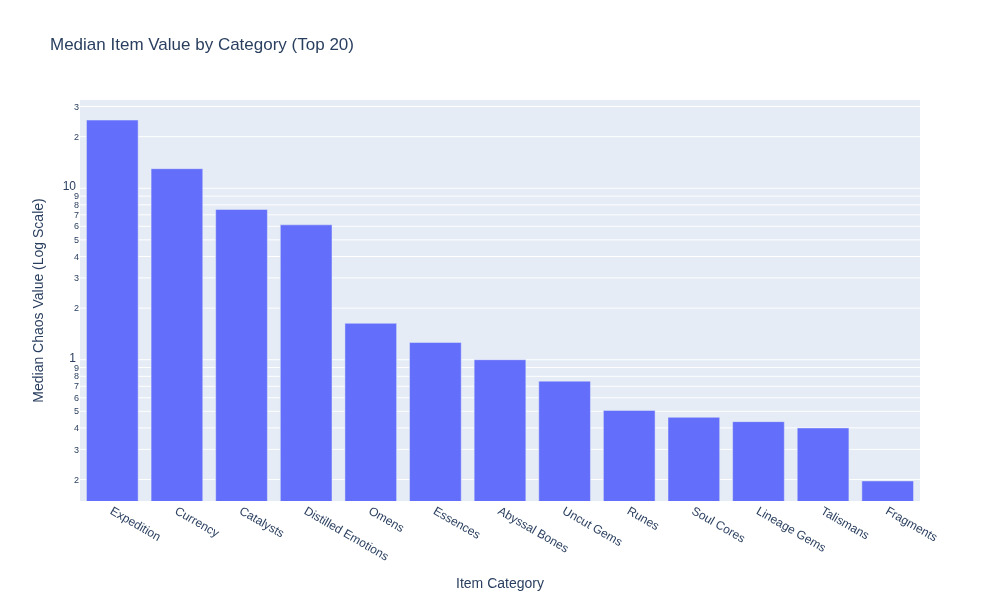 Median Item Value by Category (Top 20)
Median Chaos Value (Log Scale)
3
2
10
9
8
7
6
5
4
3
2
1
9
8
7
6
5
4
3
2
Expedition
Currency
Catalysts
Distilled Emotions
Omens
Essences
Abyssal Bones
Uncut Gems
Runes
Soul Cores
Lineage Gems
Talismans
Fragments
Item Category